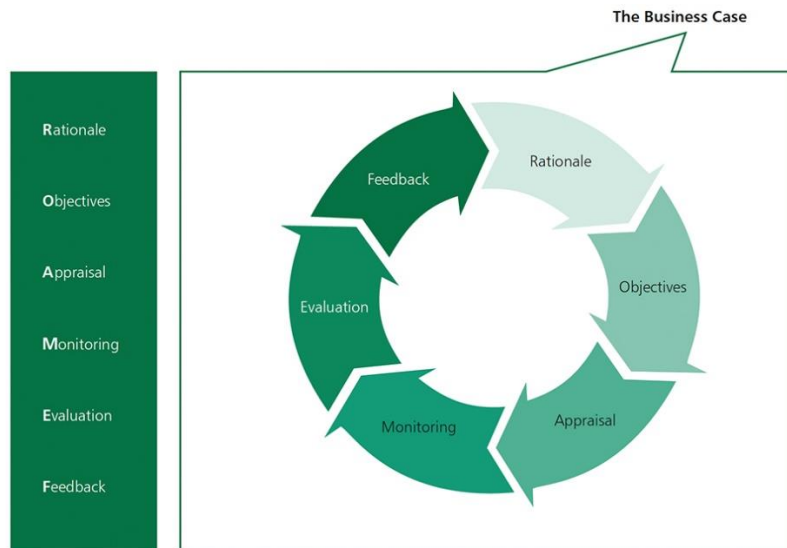 The Business Case
Rationale
Objectives
Appraisal
Monitoring
Evaluation
Feedback
Rationale
Objectives
Appraisal
Monitoring
Evaluation
Feedback